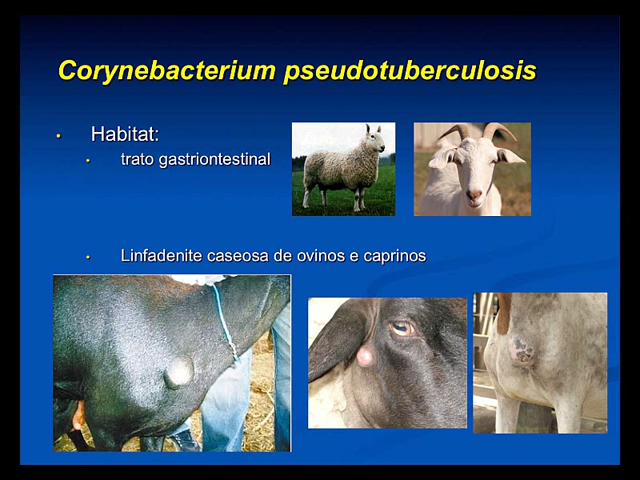 Corynebacterium pseudotuberculosis
• Habitat:
• trato gastriontestinal
• Linfadenite caseosa de ovinos e caprinos